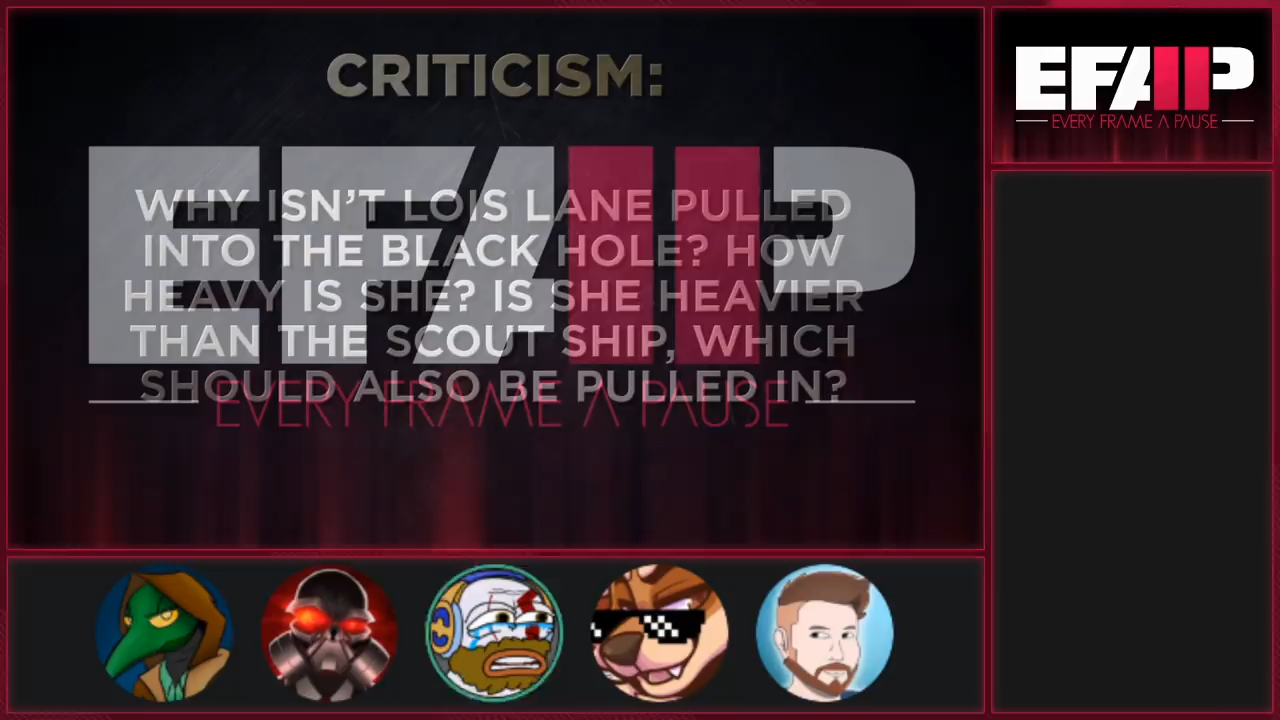 CRITICISM:
WHY ISN'T LOIS LANE PULLED
INTO THE BLACK HOLE? HOW
HEAVY IS SHE? IS SHE HEAVIER
THAN THE SCOUT SHIP, WHICH
SHOULD ALSO BE PULLED IN?
EFAP
EVERY FRAME A PAUSE
EFAP
EVERY FRAME A PAUSE